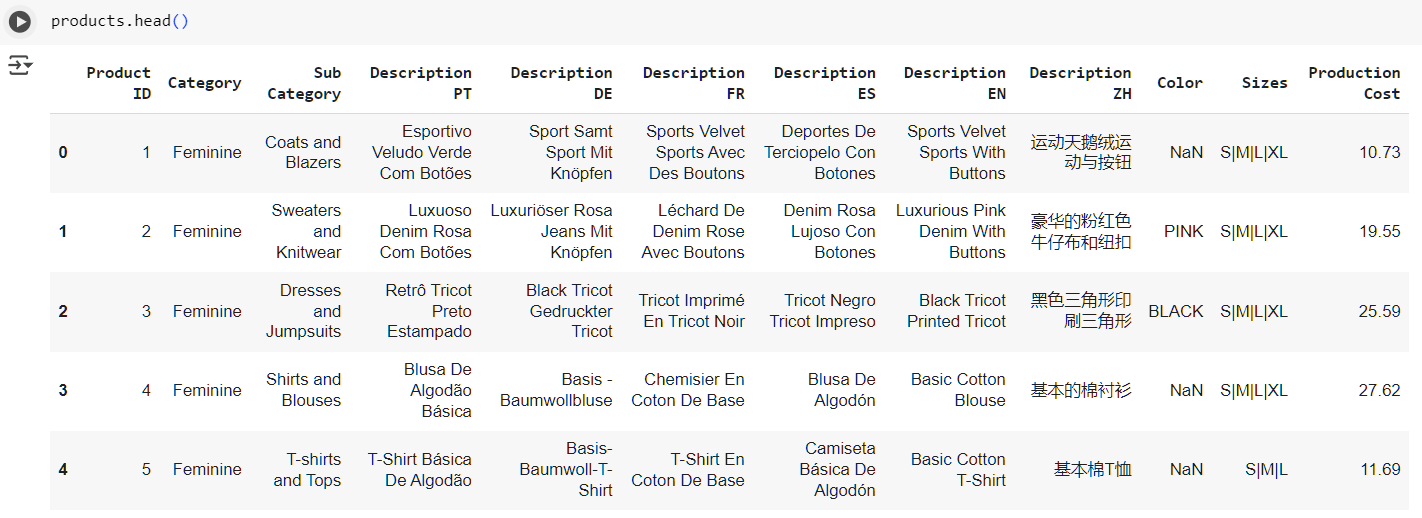 products.head()
Product ID Category Sub Category Description PT Description DE Description FR Description ES Description EN Description ZH Color Sizes Production Cost
0 1 Feminine Coats and Blazers Esportivo Veludo Verde Com Botões Sport Samt Sport Mit Knöpfen Sports Velvet Sports Avec Des Boutons Deportes De Terciopelo Con Botones Sports Velvet Sports With Buttons 运动天鹅绒运动与按钮 NaN S|M|L|XL 10.73
1 2 Feminine Sweaters and Knitwear Luxuoso Denim Rosa Com Botões Luxuriöser Rosa Jeans Mit Knöpfen Léchard De Denim Rose Avec Boutons Denim Rosa Lujoso Con Botones Luxurious Pink Denim With Buttons 豪华的粉红色牛仔布和纽扣 PINK S|M|L|XL 19.55
2 3 Feminine Dresses and Jumpsuits Retrô Tricot Preto Estampado Black Tricot Gedruckter Tricot Tricot Imprimé En Tricot Noir Tricot Negro Tricot Impreso Black Tricot Printed Tricot 黑色三角形印刷三角形 BLACK S|M|L|XL 25.59
3 4 Feminine Shirts and Blouses Blusa De Algodão Básica Basis - Baumwollbluse Chemisier En Coton De Base Blusa De Algodón Basic Cotton Blouse 基本的棉衬衫 NaN S|M|L|XL 27.62
4 5 Feminine T-shirts and Tops T-Shirt Básica De Algodão Basis-Baumwoll-T-Shirt T-Shirt En Coton De Base Camiseta Básica De Algodón Basic Cotton T-Shirt 基本棉T恤 NaN S|M|L 11.69